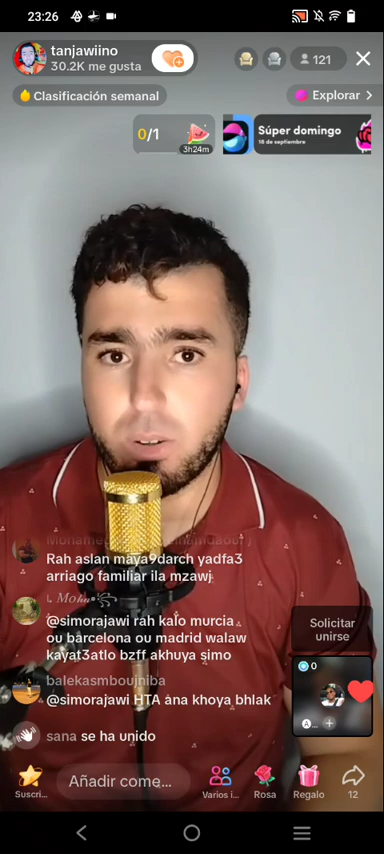 23:26
tanjawiino
30.2K me gusta
121
Clasificación semanal
Explorar
0/1
3h24m
Súper domingo
18 de septiembre
Rah aslan maya9darch yadfa3
arriago familiar ila mzawj
Moha
@simorajawi rah kalo murcia
ou barcelona ou madrid walaw
kayat3atlo bzff akhuya simo
balekasmboujniba
@simorajawi HTA ana khoya bhlak
sana se ha unido
Solicitar
unirse
0
A...
Suscri...
Añadir come...
Varios i...
Rosa
Regalo
12